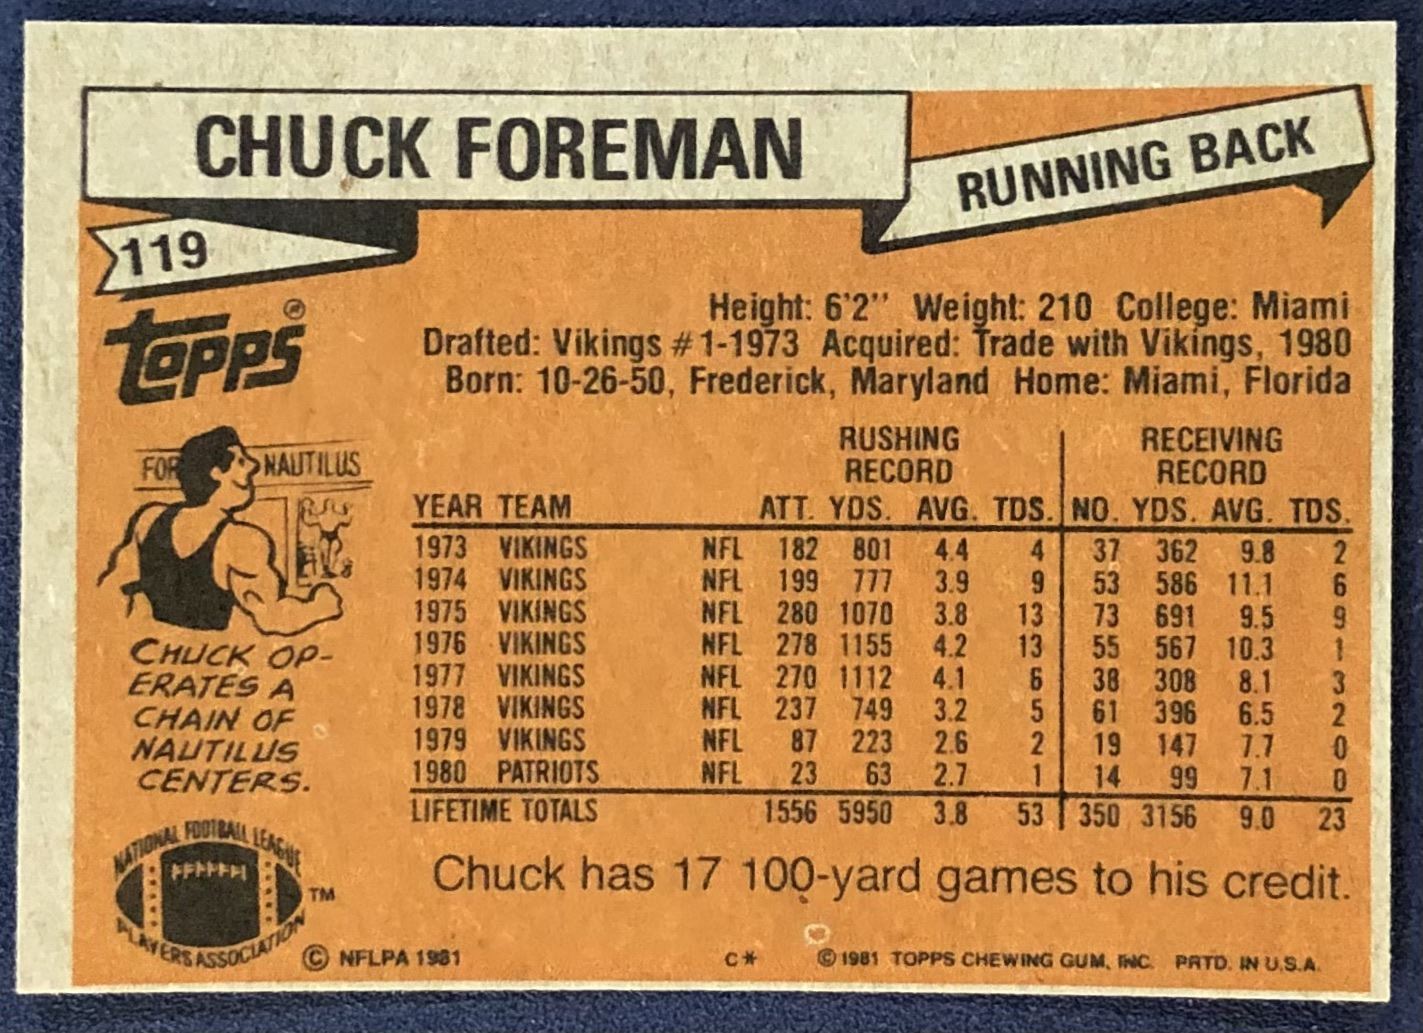 CHUCK FOREMAN
RUNNING BACK
119
TOPPS®
Height: 6'2" Weight: 210 College: Miami
Drafted: Vikings #1-1973 Acquired: Trade with Vikings, 1980
Born: 10-26-50, Frederick, Maryland Home: Miami, Florida
FOR NAUTILUS
CHUCK OP-
ERATES A
CHAIN OF
NAUTILUS
CENTERS.
RUSHING RECEIVING
RECORD RECORD
YEAR TEAM ATT. YDS. AVG. TDS. NO. YDS. AVG. TDS.
1973 VIKINGS NFL 182 801 4.4 4 37 362 9.8 2
1974 VIKINGS NFL 199 777 3.9 9 53 586 11.1 6
1975 VIKINGS NFL 280 1070 3.8 13 73 691 9.5 9
1976 VIKINGS NFL 278 1155 4.2 13 55 567 10.3 1
1977 VIKINGS NFL 270 1112 4.1 6 38 308 8.1 3
1978 VIKINGS NFL 237 749 3.2 5 61 396 6.5 2
1979 VIKINGS NFL 87 223 2.6 2 19 147 7.7 0
1980 PATRIOTS NFL 23 63 2.7 1 14 99 7.1 0
LIFETIME TOTALS 1556 5950 3.8 53 350 3156 9.0 23
Chuck has 17 100-yard games to his credit.
NATIONAL FOOTBALL LEAGUE
PLAYERS ASSOCIATION
TM
© NFLPA 1981 C* © 1981 TOPPS CHEWING GUM, INC. PRTD. IN U.S.A.